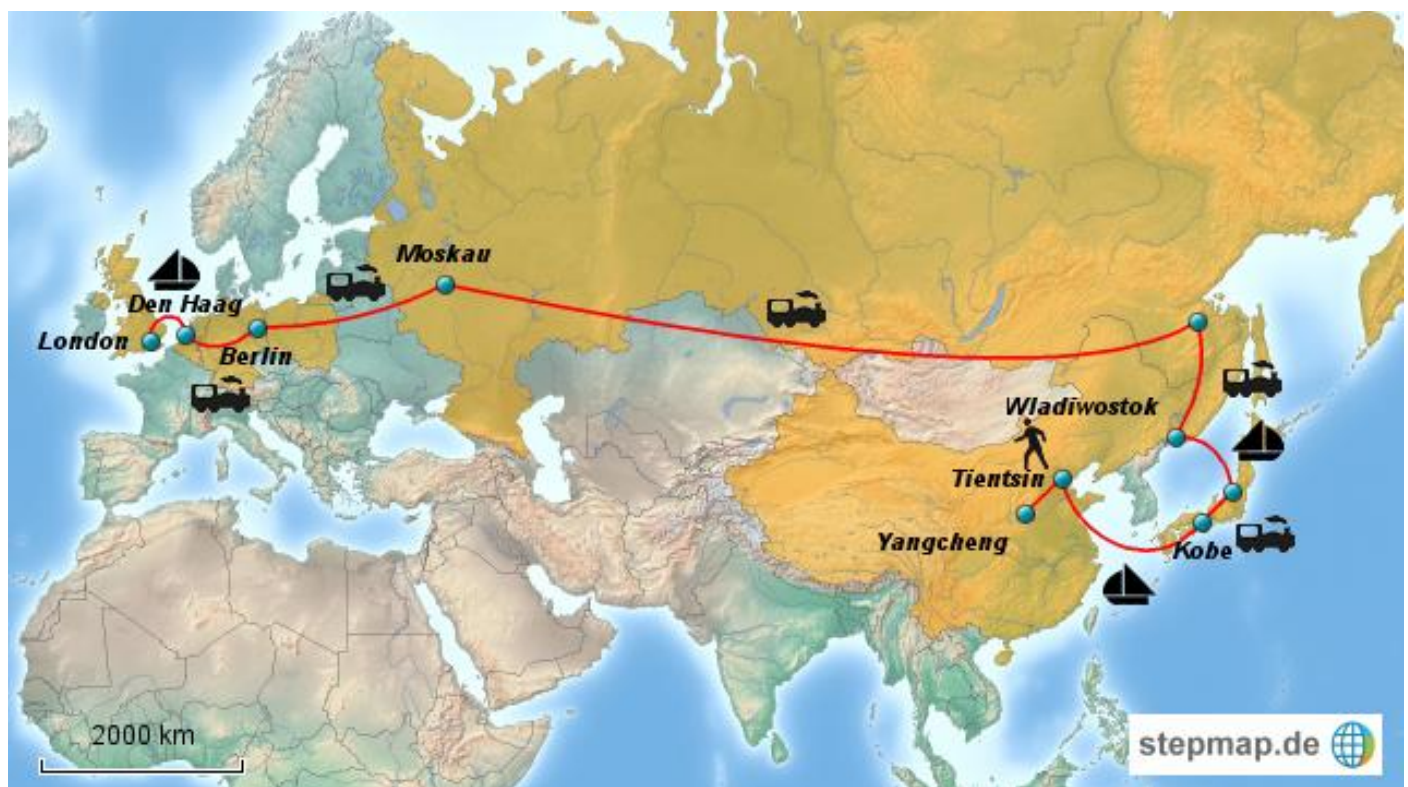 Moskau
Den Haag
London
Berlin
Wladiwostok
Tientsin
Yangcheng
Kobe
2000 km
stepmap.de